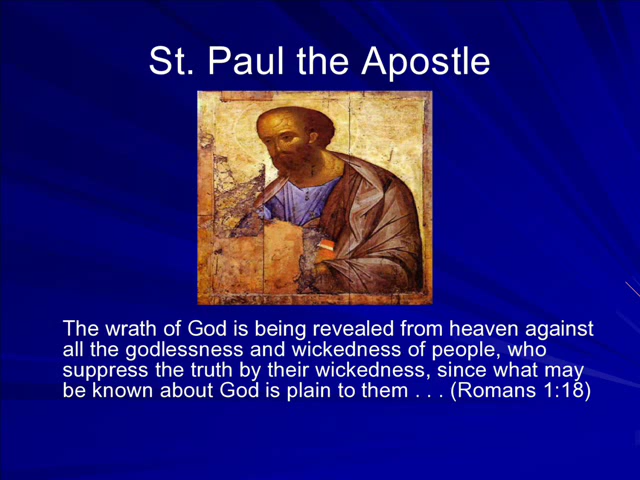 St. Paul the Apostle
The wrath of God is being revealed from heaven against
all the godlessness and wickedness of people, who
suppress the truth by their wickedness, since what may
be known about God is plain to them . . . (Romans 1:18)